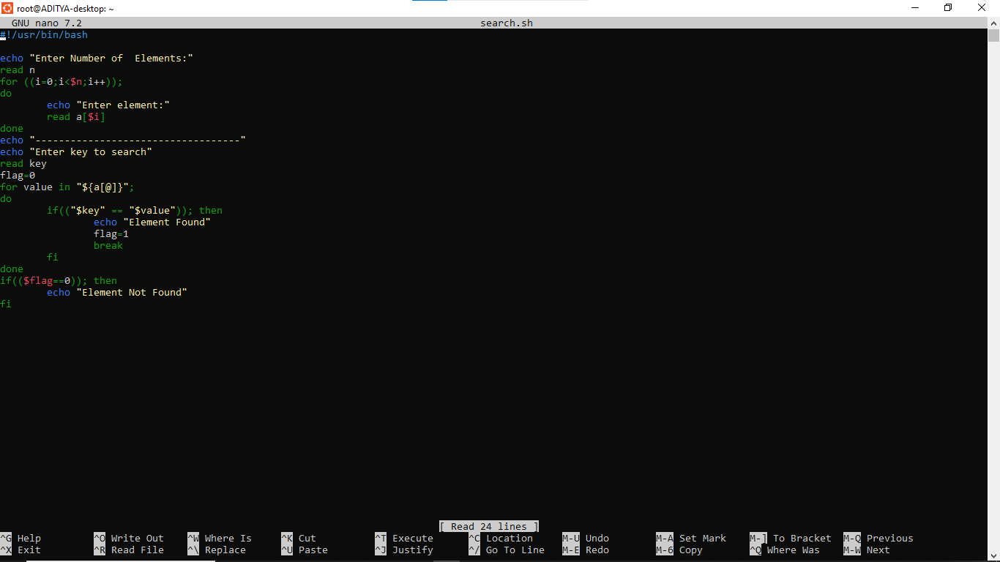 root@ADITYA-desktop: ~
GNU nano 7.2 search.sh
#!/usr/bin/bash
echo "Enter Number of  Elements:"
read n
for ((i=0;i<$n;i++));
do
        echo "Enter element:"
        read a[$i]
done
echo "-----------------------------------"
echo "Enter key to search"
read key
flag=0
for value in "${a[@]}";
do
        if(("$key" == "$value")); then
                echo "Element Found"
                flag=1
                break
        fi
done
if(($flag==0)); then
        echo "Element Not Found"
fi
[ Read 24 lines ]
^G Help ^O Write Out ^W Where Is ^K Cut ^T Execute ^C Location M-U Undo M-A Set Mark M-] To Bracket M-Q Previous
^X Exit ^R Read File ^\ Replace ^U Paste ^J Justify ^/ Go To Line M-E Redo M-6 Copy ^Q Where Was M-W Next